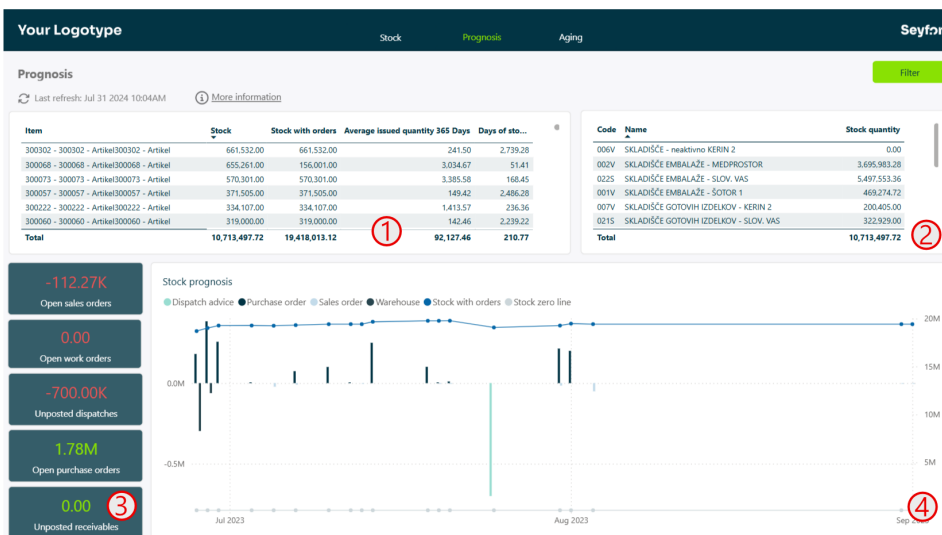 Your Logotype
Stock Prognosis Aging
Prognosis
Filter
Last refresh: Jul 31 2024 10:04AM
More information
Item Stock Stock with orders Average issued quantity 365 Days Days of sto...
300302 - 300302 - Artikel300302 - Artikel 661,532.00 661,532.00 241.50 2,739.28
300068 - 300068 - Artikel300068 - Artikel 655,261.00 156,001.00 3,034.67 51.41
300073 - 300073 - Artikel300073 - Artikel 570,301.00 570,301.00 3,385.58 168.45
300057 - 300057 - Artikel300057 - Artikel 371,505.00 371,505.00 149.42 2,486.28
300222 - 300222 - Artikel300222 - Artikel 334,107.00 334,107.00 1,413.57 236.36
300060 - 300060 - Artikel300060 - Artikel 319,000.00 319,000.00 142.46 2,239.22
Total 10,713,497.72 19,418,013.12 92,127.46 210.77
1
Code Name Stock quantity
006V SKLADIŠČE - neaktivno KERIN 2 0.00
002V SKLADIŠČE EMBALAŽE - MEDPROSTOR 3,695,983.28
022S SKLADIŠČE EMBALAŽE - SLOV. VAS 5,497,553.36
001V SKLADIŠČE EMBALAŽE - ŠOTOR 1 469,274.72
007V SKLADIŠČE GOTOVIH IZDELKOV - KERIN 2 200,405.00
021S SKLADIŠČE GOTOVIH IZDELKOV - SLOV. VAS 322,929.00
Total 10,713,497.72
2
-112.27K
Open sales orders
0.00
Open work orders
-700.00K
Unposted dispatches
1.78M
Open purchase orders
0.00
Unposted receivables
3
Stock prognosis
Dispatch advice Purchase order Sales order Warehouse Stock with orders Stock zero line
20M
15M
0.0M
10M
-0,5M
5M
Jul 2023 Aug 2023 Sep
4